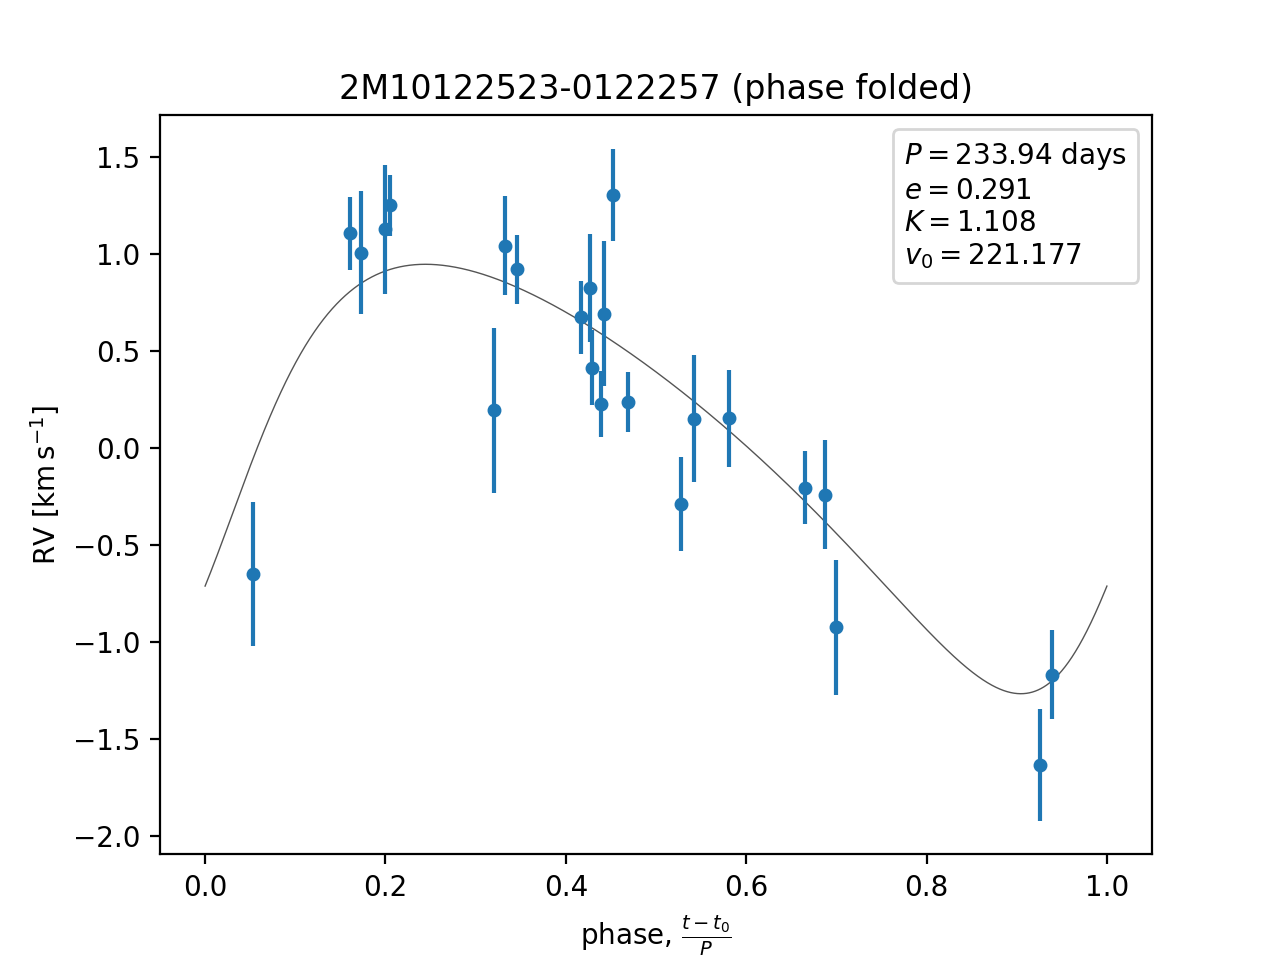 2M10122523-0122257 (phase folded)
P = 233.94 days
e = 0.291
K = 1.108
v₀ = 221.177
RV [km s⁻¹]
1.5
1.0
0.5
0.0
−0.5
−1.0
−1.5
−2.0
0.0 0.2 0.4 0.6 0.8 1.0
phase, (t − t₀)/P